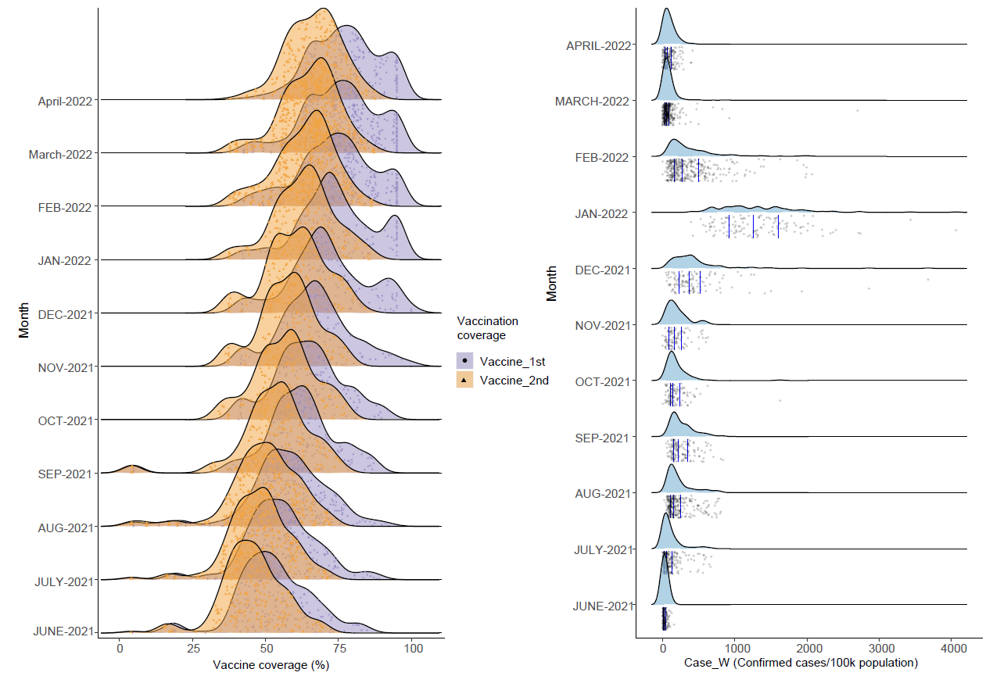 Month
April-2022
March-2022
FEB-2022
JAN-2022
DEC-2021
NOV-2021
OCT-2021
SEP-2021
AUG-2021
JULY-2021
JUNE-2021
0 25 50 75 100
Vaccine coverage (%)
Vaccination
coverage
Vaccine_1st
Vaccine_2nd
Month
APRIL-2022
MARCH-2022
FEB-2022
JAN-2022
DEC-2021
NOV-2021
OCT-2021
SEP-2021
AUG-2021
JULY-2021
JUNE-2021
0 1000 2000 3000 4000
Case_W (Confirmed cases/100k population)